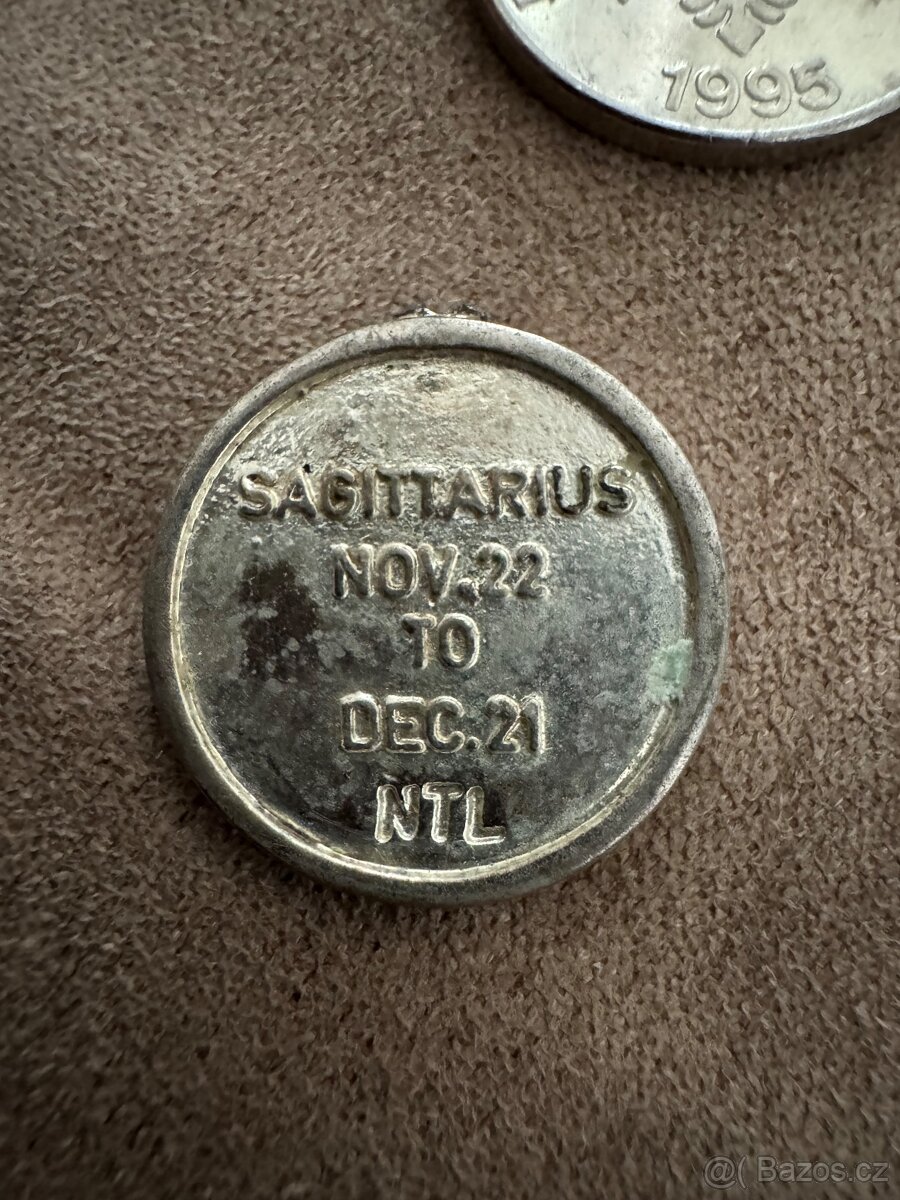 1995
SAGITTARIUS
NOV.22
TO
DEC.21
NTL
@( Bazos.cz